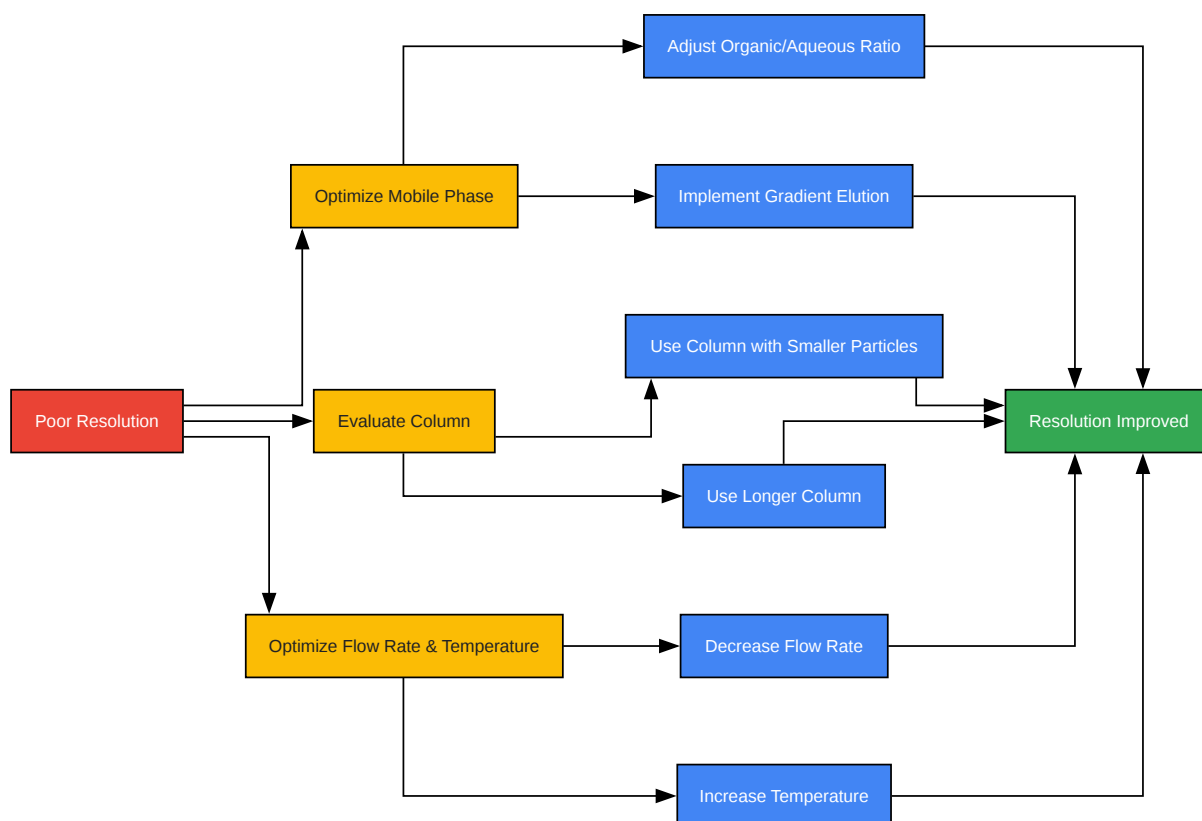 Adjust Organic/Aqueous Ratio
Optimize Mobile Phase
Implement Gradient Elution
Use Column with Smaller Particles
Poor Resolution
Evaluate Column
Resolution Improved
Use Longer Column
Optimize Flow Rate & Temperature
Decrease Flow Rate
Increase Temperature